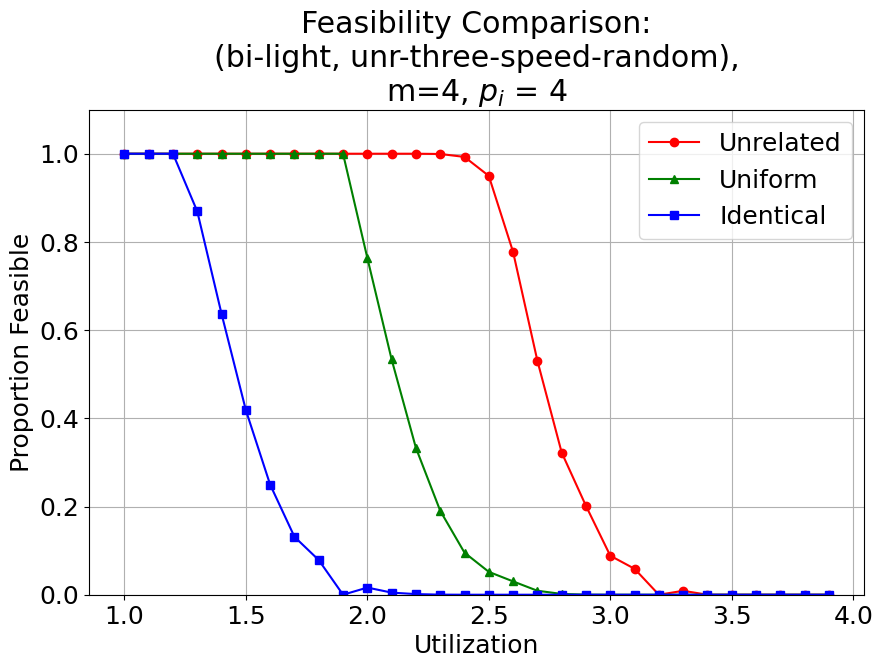 Feasibility Comparison:
(bi-light, unr-three-speed-random),
m=4, $p_i$ = 4
Unrelated
Uniform
Identical
Proportion Feasible
1.0
0.8
0.6
0.4
0.2
0.0
1.0 1.5 2.0 2.5 3.0 3.5 4.0
Utilization